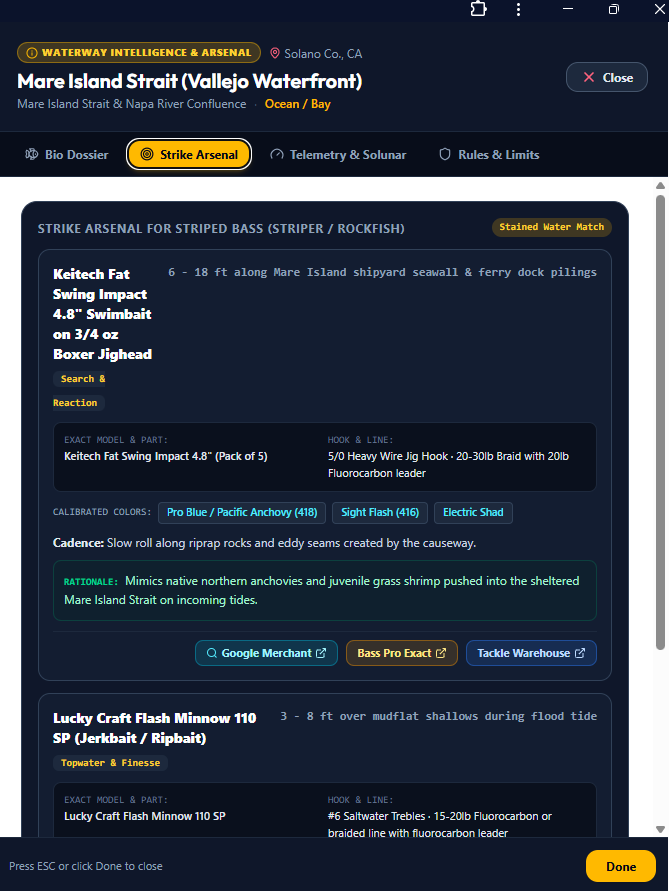 WATERWAY INTELLIGENCE & ARSENAL
Solano Co., CA
Mare Island Strait (Vallejo Waterfront)
Close
Mare Island Strait & Napa River Confluence · Ocean / Bay
Bio Dossier
Strike Arsenal
Telemetry & Solunar
Rules & Limits
STRIKE ARSENAL FOR STRIPED BASS (STRIPER / ROCKFISH)
Stained Water Match
Keitech Fat
Swing Impact
4.8" Swimbait
on 3/4 oz
Boxer Jighead
6 - 18 ft along Mare Island shipyard seawall & ferry dock pilings
Search &
Reaction
EXACT MODEL & PART:
Keitech Fat Swing Impact 4.8" (Pack of 5)
HOOK & LINE:
5/0 Heavy Wire Jig Hook · 20-30lb Braid with 20lb
Fluorocarbon leader
CALIBRATED COLORS:
Pro Blue / Pacific Anchovy (418)
Sight Flash (416)
Electric Shad
Cadence: Slow roll along riprap rocks and eddy seams created by the causeway.
RATIONALE: Mimics native northern anchovies and juvenile grass shrimp pushed into the sheltered
Mare Island Strait on incoming tides.
Google Merchant
Bass Pro Exact
Tackle Warehouse
Lucky Craft Flash Minnow 110
SP (Jerkbait / Ripbait)
3 - 8 ft over mudflat shallows during flood tide
Topwater & Finesse
EXACT MODEL & PART:
Lucky Craft Flash Minnow 110 SP
HOOK & LINE:
#6 Saltwater Trebles · 15-20lb Fluorocarbon or
braided line with fluorocarbon leader
Press ESC or click Done to close
Done